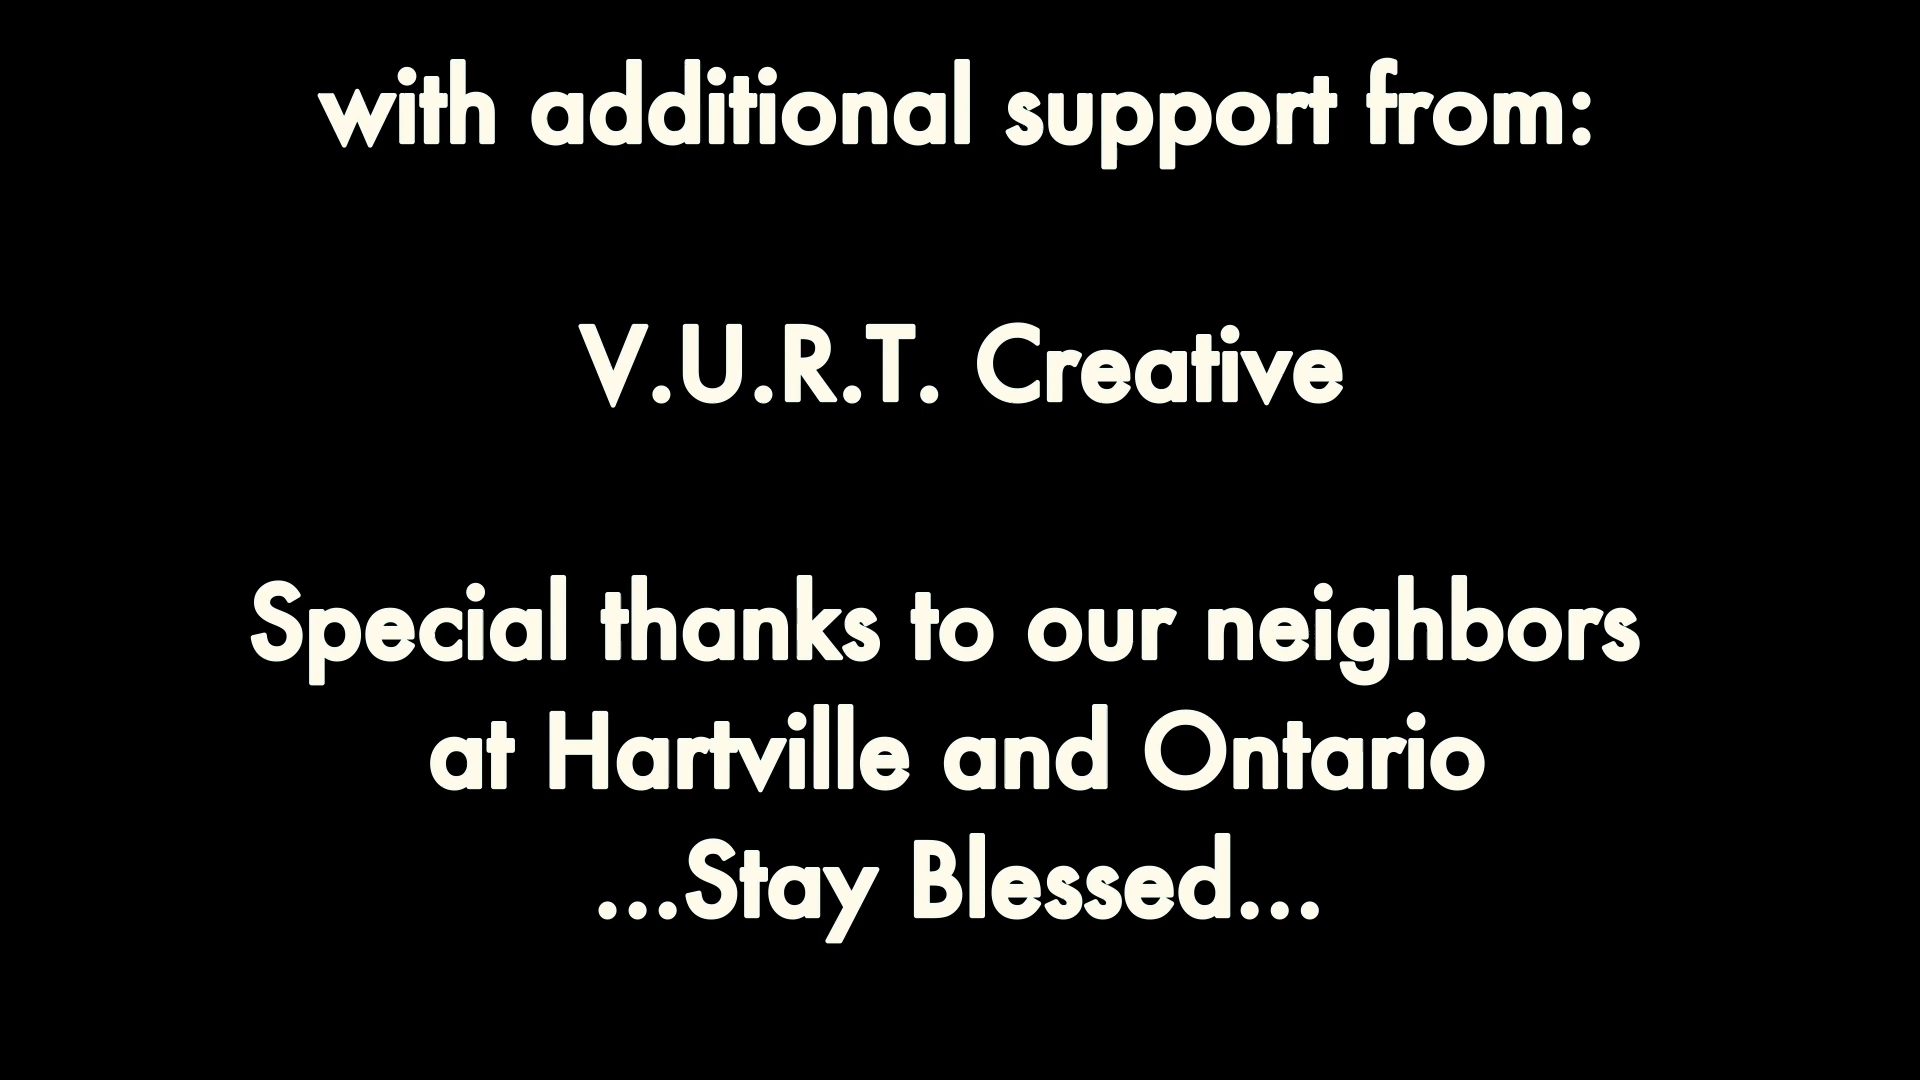 with additional support from:
V.U.R.T. Creative
Special thanks to our neighbors
at Hartville and Ontario
...Stay Blessed...